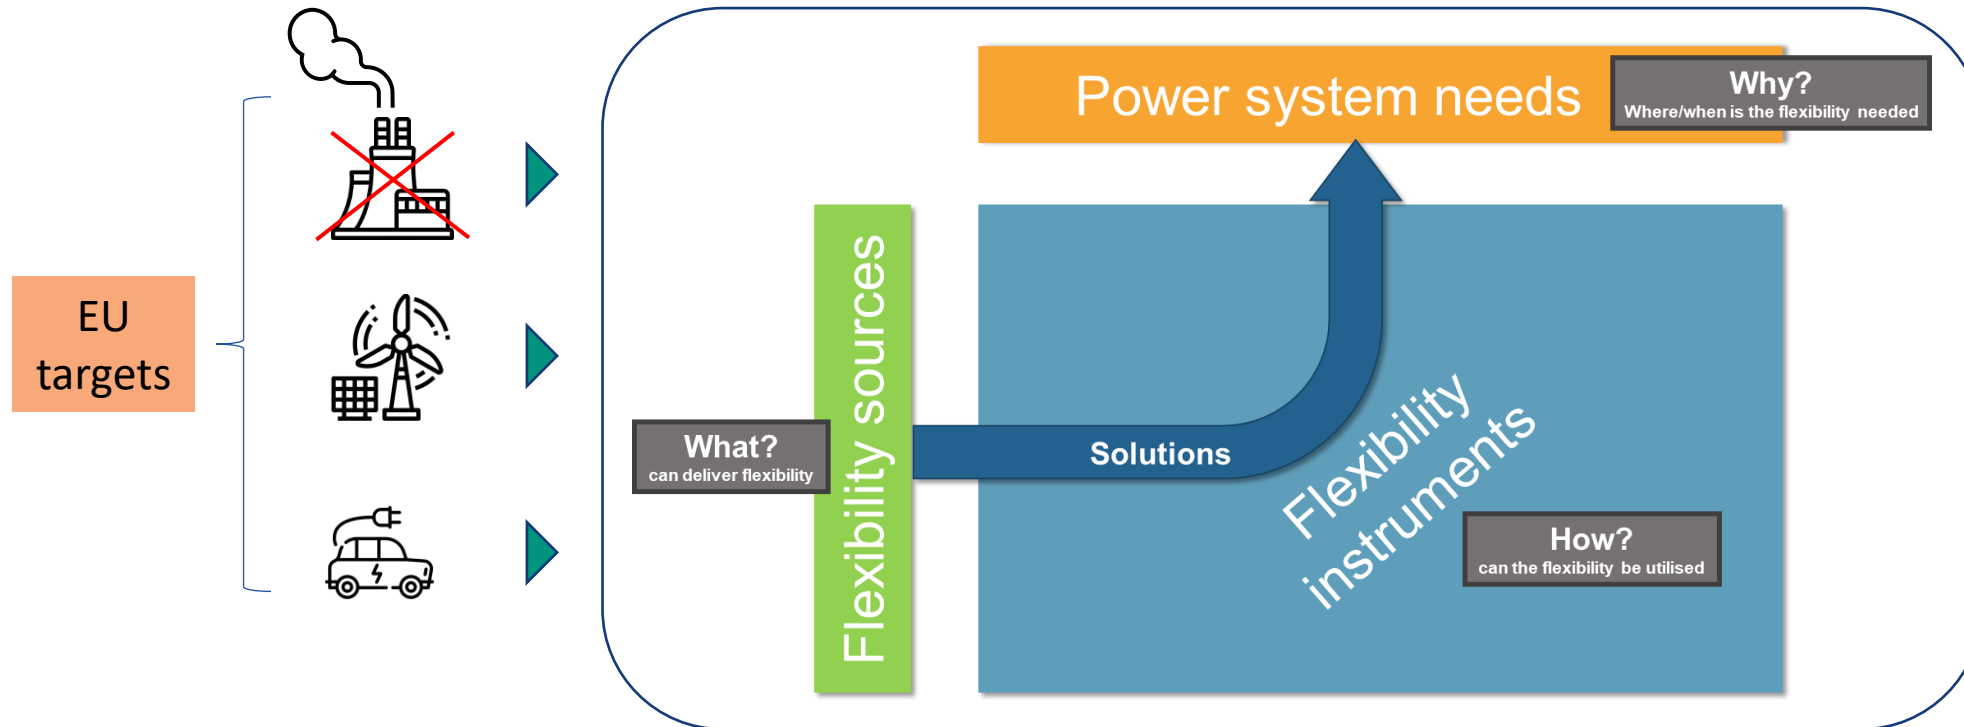 EU
targets
Power system needs
Why?
Where/when is the flexibility needed
What?
can deliver flexibility
Flexibility sources
Solutions
Flexibility
instruments
How?
can the flexibility be utilised